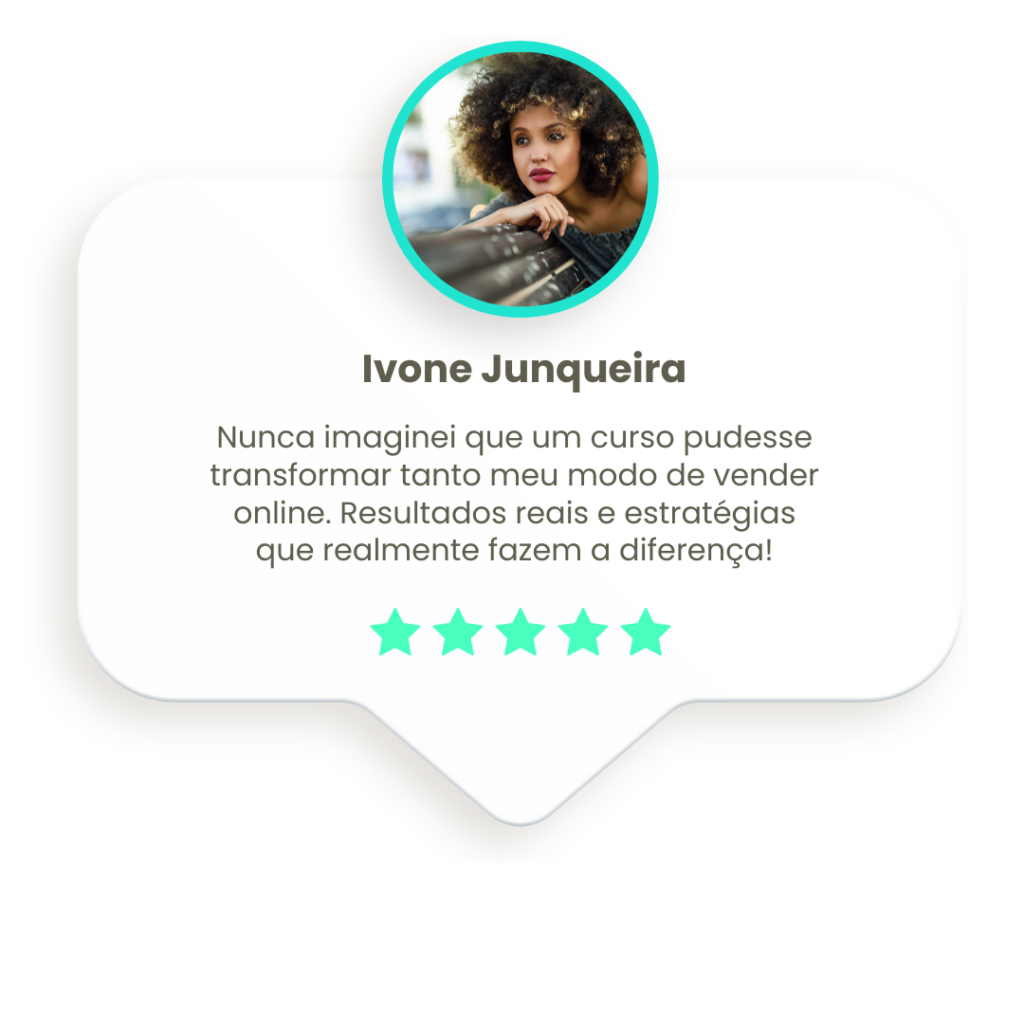 Ivone Junqueira
Nunca imaginei que um curso pudesse
transformar tanto meu modo de vender
online. Resultados reais e estratégias
que realmente fazem a diferença!